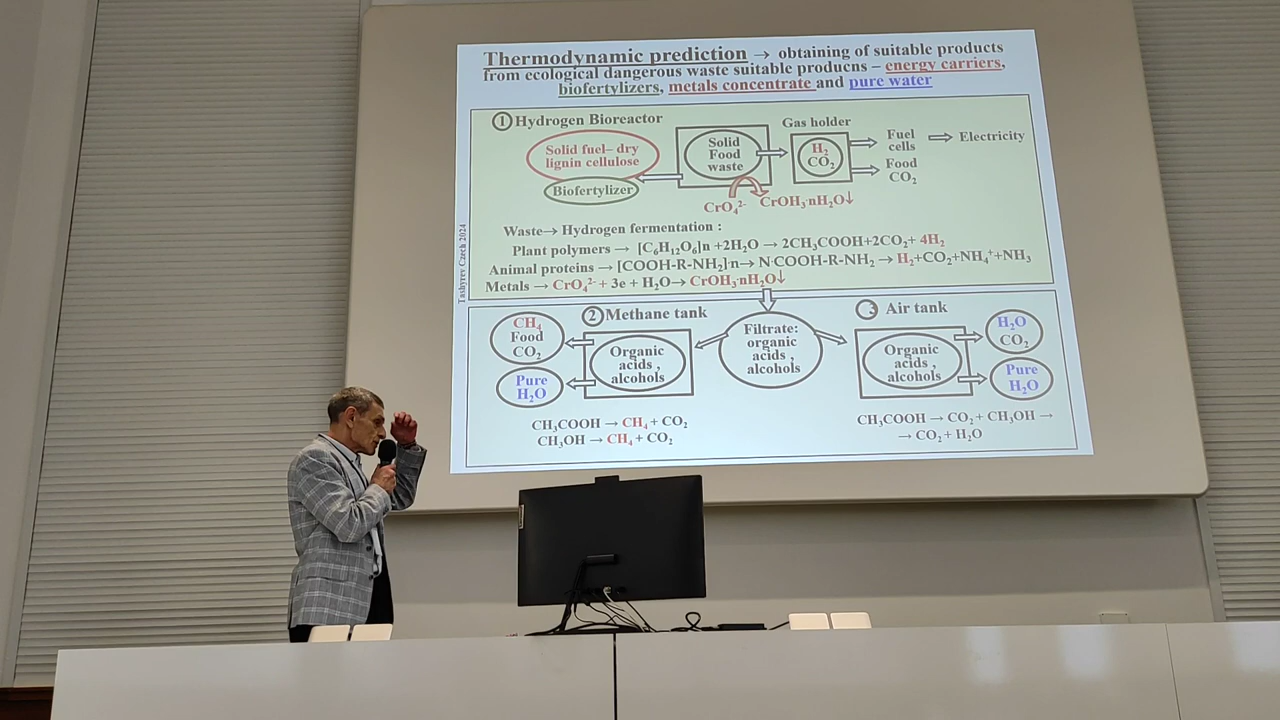 Thermodynamic prediction → obtaining of suitable products
from ecological dangerous waste suitable producns – energy carriers,
biofertylizers, metals concentrate and pure water
① Hydrogen Bioreactor
Gas holder
Solid fuel– dry
lignin cellulose
Biofertylizer
Solid
Food
waste
H₂
CO₂
Fuel
cells
Electricity
Food
CO₂
CrO₄²⁻
CrOH₃·nH₂O↓
Waste→ Hydrogen fermentation :
Plant polymers → [C₆H₁₂O₆]n +2H₂O → 2CH₃COOH+2CO₂+ 4H₂
Animal proteins → [COOH-R-NH₂]·n→ N·COOH-R-NH₂ → H₂+CO₂+NH₄⁺+NH₃
Metals → CrO₄²⁻ + 3e + H₂O→ CrOH₃·nH₂O↓
Tashyrev Czech 2024
② Methane tank
CH₄
Food
CO₂
Pure
H₂O
Organic
acids ,
alcohols
Filtrate:
organic
acids ,
alcohols
③ Air tank
Organic
acids ,
alcohols
H₂O
CO₂
Pure
H₂O
CH₃COOH → CH₄ + CO₂
CH₃OH → CH₄ + CO₂
CH₃COOH → CO₂ + CH₃OH →
→ CO₂ + H₂O